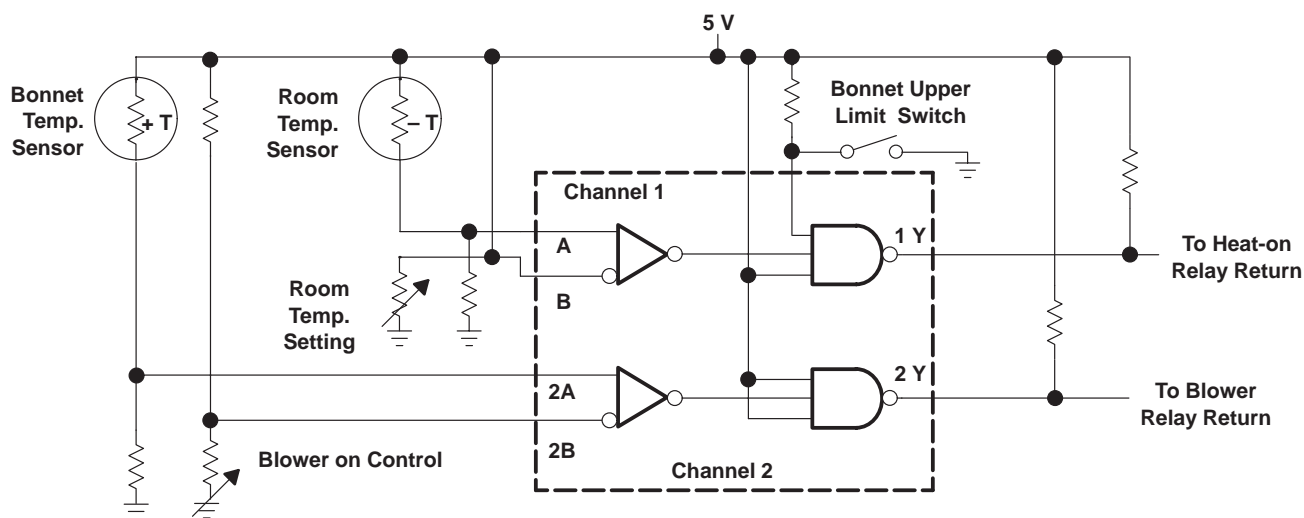 5 V
Bonnet
Temp.
Sensor
+ T
Room
Temp.
Sensor
– T
Bonnet Upper
Limit Switch
Channel 1
A
B
1 Y
To Heat-on
Relay Return
Room
Temp.
Setting
2A
2B
2 Y
To Blower
Relay Return
Blower on Control
Channel 2